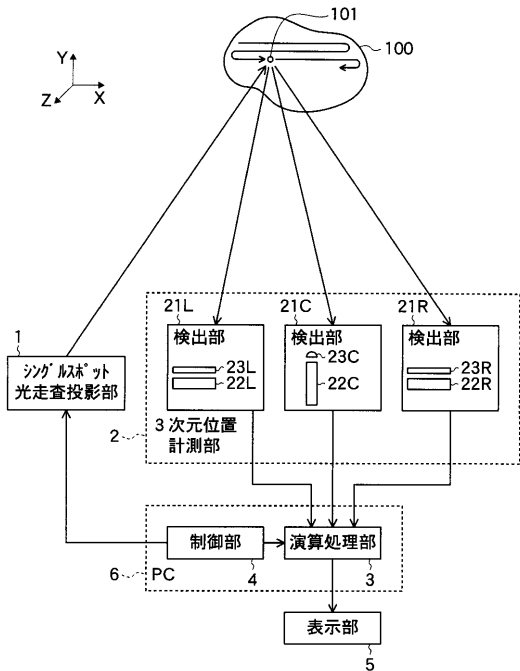 101
100
Y
Z
X
21L
21C
21R
検出部
検出部
検出部
1
シングルスポット
光走査投影部
23L
22L
23C
22C
23R
22R
2
3次元位置
計測部
制御部
演算処理部
6
PC
4
3
表示部
5